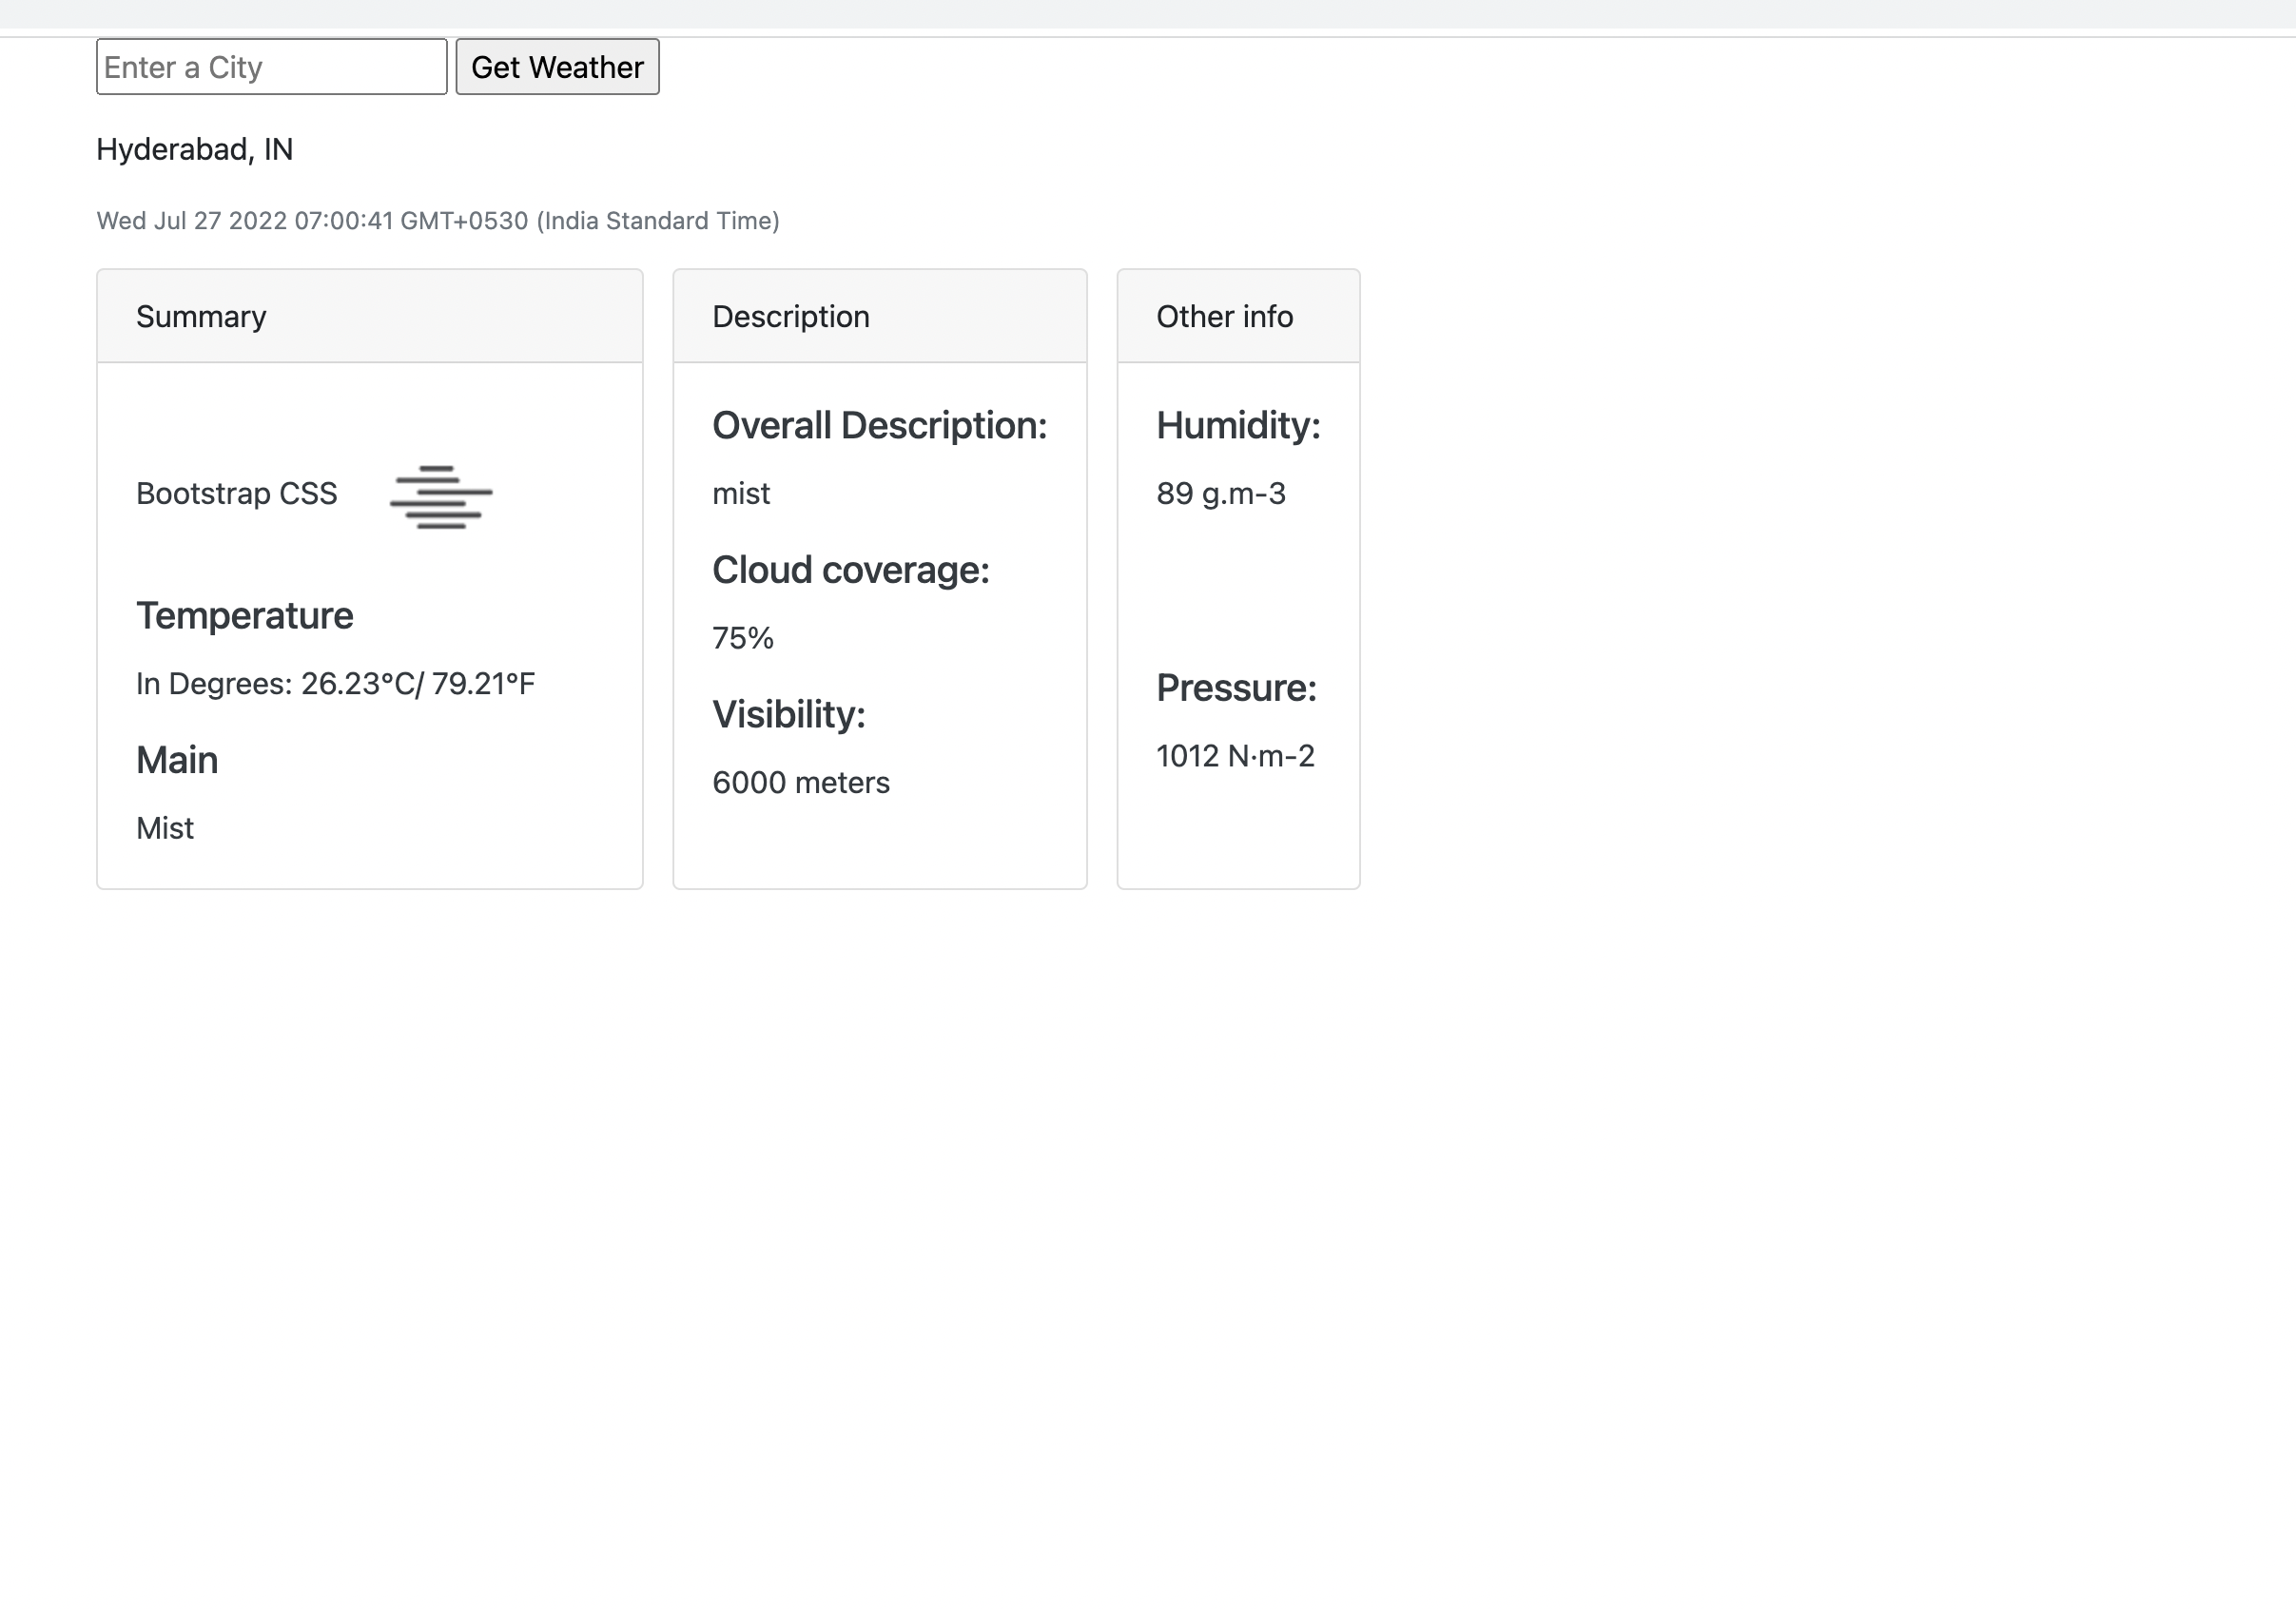 Enter a City
Get Weather
Hyderabad, IN
Wed Jul 27 2022 07:00:41 GMT+0530 (India Standard Time)
Summary
Bootstrap CSS
Temperature
In Degrees: 26.23°C/ 79.21°F
Main
Mist
Description
Overall Description:
mist
Cloud coverage:
75%
Visibility:
6000 meters
Other info
Humidity:
89 g.m-3
Pressure:
1012 N·m-2